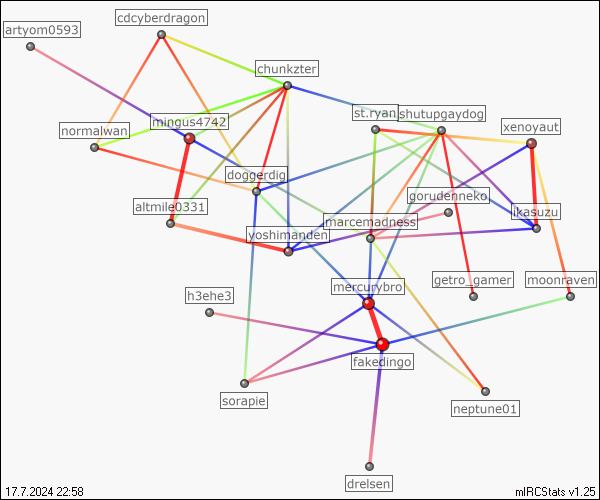 cdcyberdragon
artyom0593
chunkzter
st.ryan
shutupgaydog
mingus4742
xenoyaut
normalwan
doggerdig
gorudenneko
altmile0331
marcemadness
ikasuzu
yoshimanden
mercurybro
getro_gamer
moonraven
h3ehe3
fakedingo
sorapie
neptune01
drelsen
17.7.2024 22:58
mIRCStats v1.25